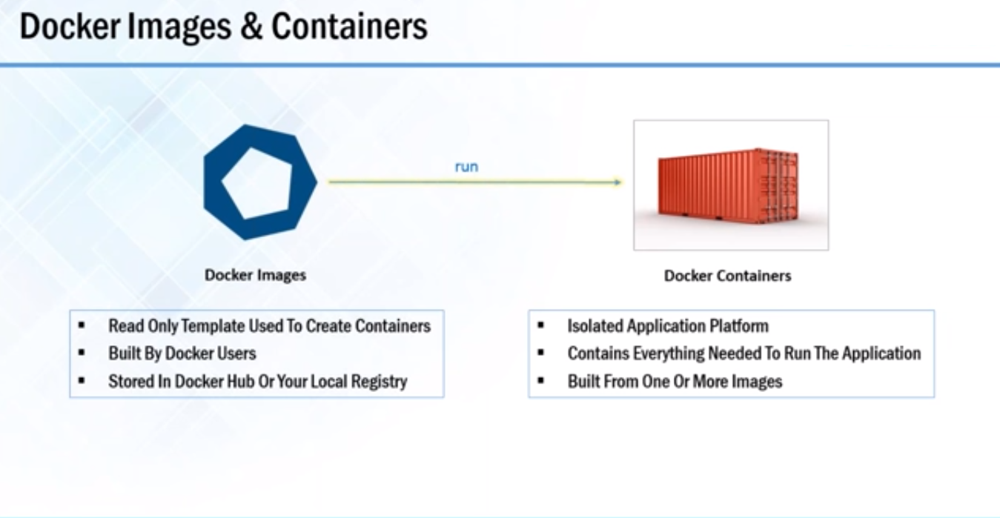 Docker Images & Containers
run
Docker Images
Docker Containers
▪ Read Only Template Used To Create Containers
▪ Built By Docker Users
▪ Stored In Docker Hub Or Your Local Registry
▪ Isolated Application Platform
▪ Contains Everything Needed To Run The Application
▪ Built From One Or More Images